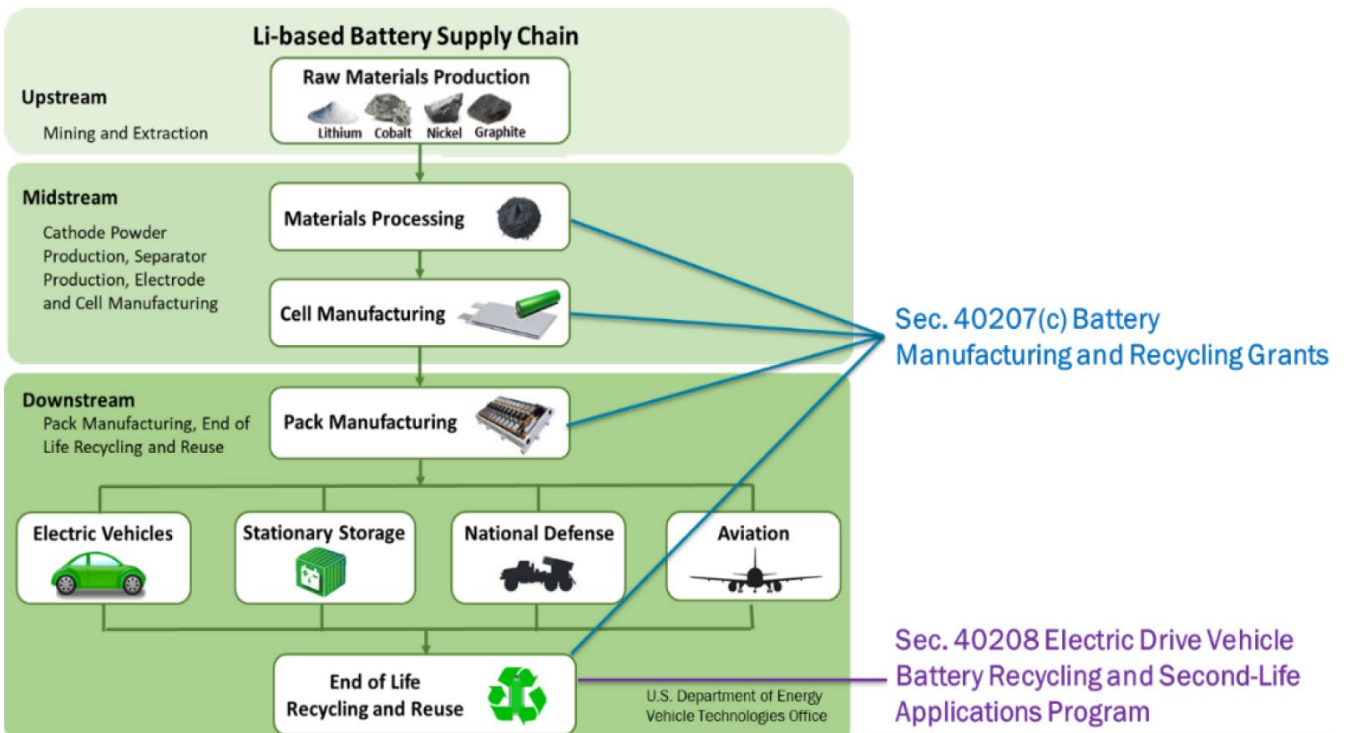 Li-based Battery Supply Chain
Raw Materials Production
Lithium Cobalt Nickel Graphite
Upstream
Mining and Extraction
Midstream
Cathode Powder
Production, Separator
Production, Electrode
and Cell Manufacturing
Materials Processing
Cell Manufacturing
Sec. 40207(c) Battery
Manufacturing and Recycling Grants
Downstream
Pack Manufacturing, End of
Life Recycling and Reuse
Pack Manufacturing
Electric Vehicles
Stationary Storage
National Defense
Aviation
End of Life
Recycling and Reuse
U.S. Department of Energy
Vehicle Technologies Office
Sec. 40208 Electric Drive Vehicle
Battery Recycling and Second-Life
Applications Program